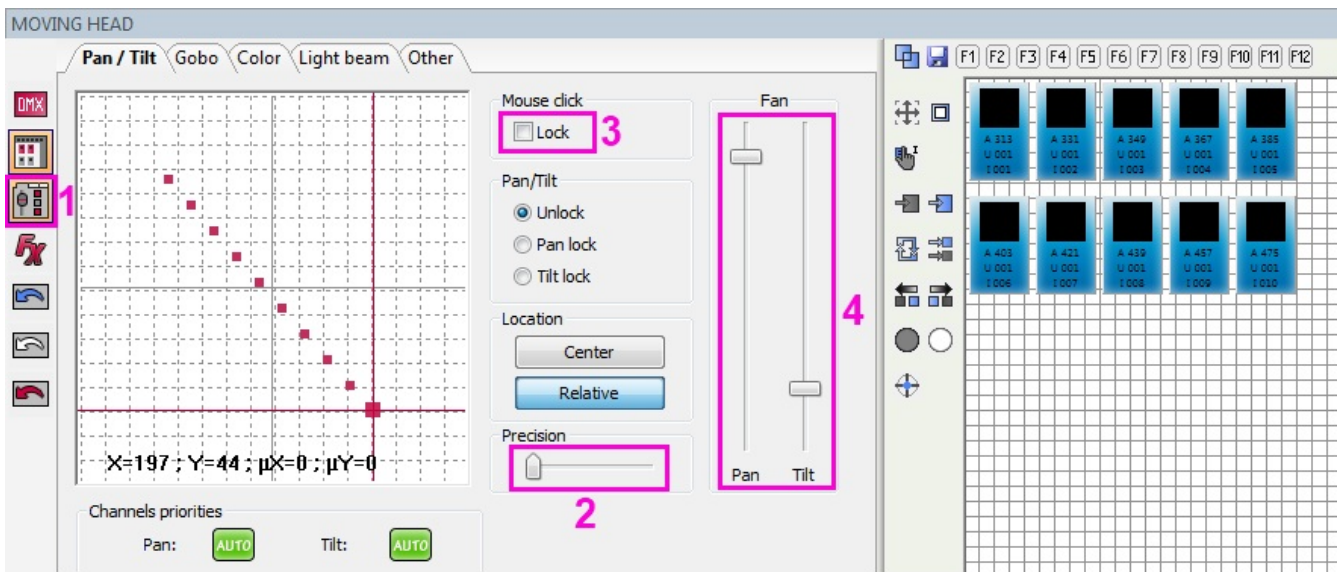 MOVING HEAD
Pan / Tilt Gobo Color Light beam Other
F1 F2 F3 F4 F5 F6 F7 F8 F9 F10 F11 F12
DMX
1
FX
X=197 ; Y=44 ; µX=0 ; µY=0
Channels priorities
Pan: AUTO Tilt: AUTO
Mouse click
Lock
3
Pan/Tilt
Unlock
Pan lock
Tilt lock
Location
Center
Relative
Precision
2
Fan
4
Pan Tilt
A 313 A 331 A 349 A 367 A 385
U 001 U 001 U 001 U 001 U 001
I 001 I 002 I 003 I 004 I 005
A 403 A 421 A 439 A 457 A 475
U 001 U 001 U 001 U 001 U 001
I 006 I 007 I 008 I 009 I 010